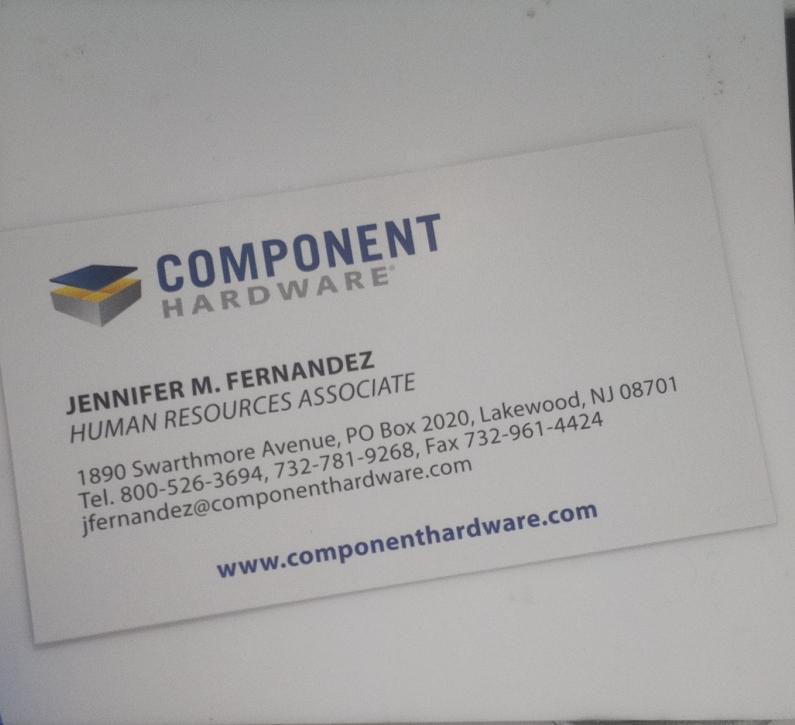 COMPONENT
HARDWARE®
JENNIFER M. FERNANDEZ
HUMAN RESOURCES ASSOCIATE
1890 Swarthmore Avenue, PO Box 2020, Lakewood, NJ 08701
Tel. 800-526-3694, 732-781-9268, Fax 732-961-4424
jfernandez@componenthardware.com
www.componenthardware.com